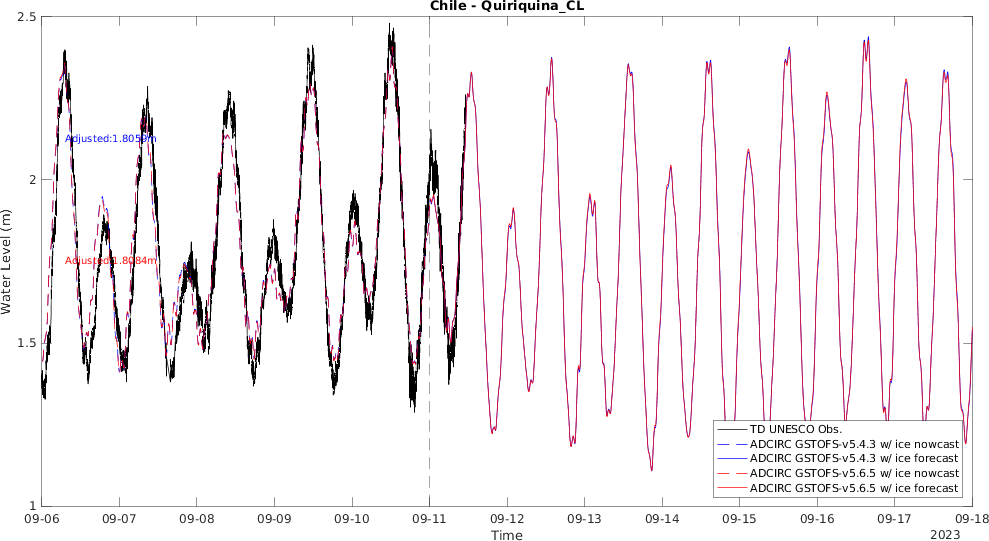 Chile - Quiriquina_CL
2.5
2
1.5
1
Water Level (m)
Adjusted:1.8059m
Adjusted:1.8084m
TD UNESCO Obs.
ADCIRC GSTOFS-v5.4.3 w/ ice nowcast
ADCIRC GSTOFS-v5.4.3 w/ ice forecast
ADCIRC GSTOFS-v5.6.5 w/ ice nowcast
ADCIRC GSTOFS-v5.6.5 w/ ice forecast
09-06 09-07 09-08 09-09 09-10 09-11 09-12 09-13 09-14 09-15 09-16 09-17 09-18
Time
2023